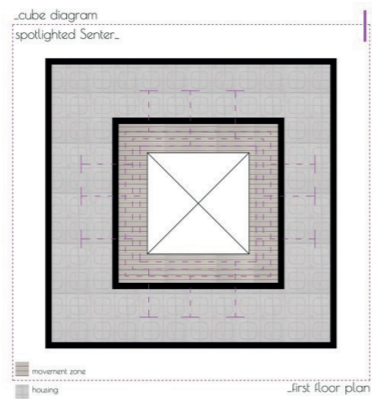 _cube diagram
spotlighted Senter_
movement zone
housing
_first floor plan